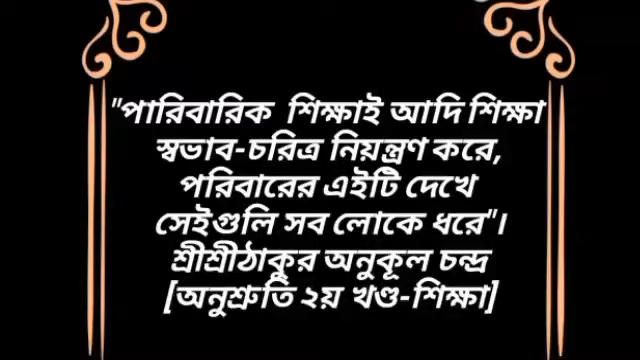 "পারিবারিক শিক্ষাই আদি শিক্ষা
স্বভাব-চরিত্র নিয়ন্ত্রণ করে,
পরিবারের এইটি দেখে
সেইগুলি সব লোকে ধরে"।
শ্রীশ্রীঠাকুর অনুকূল চন্দ্র
[অনুশ্রুতি ২য় খণ্ড-শিক্ষা]